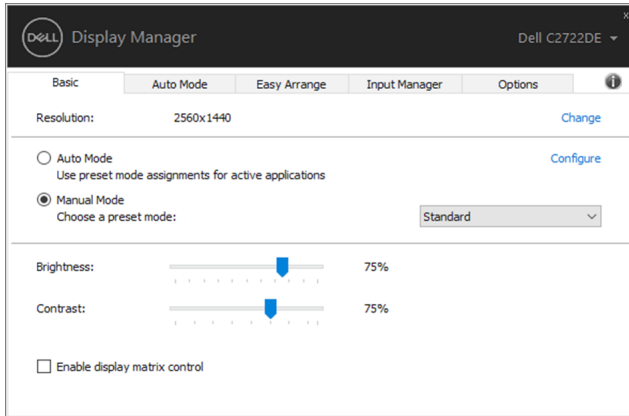 DELL Display Manager Dell C2722DE
Basic Auto Mode Easy Arrange Input Manager Options
Resolution: 2560x1440 Change
Auto Mode Configure
Use preset mode assignments for active applications
Manual Mode
Choose a preset mode: Standard
Brightness: 75%
Contrast: 75%
Enable display matrix control